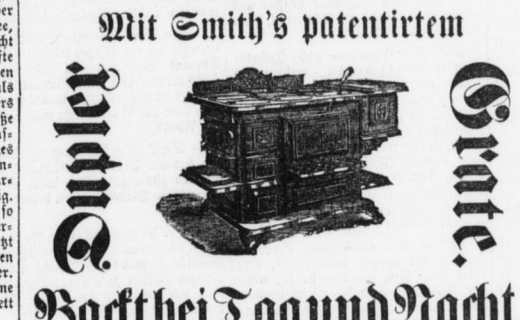 Mit Smith's patentirtem
Duplex
Grate.
Backt bei Tag und Nacht